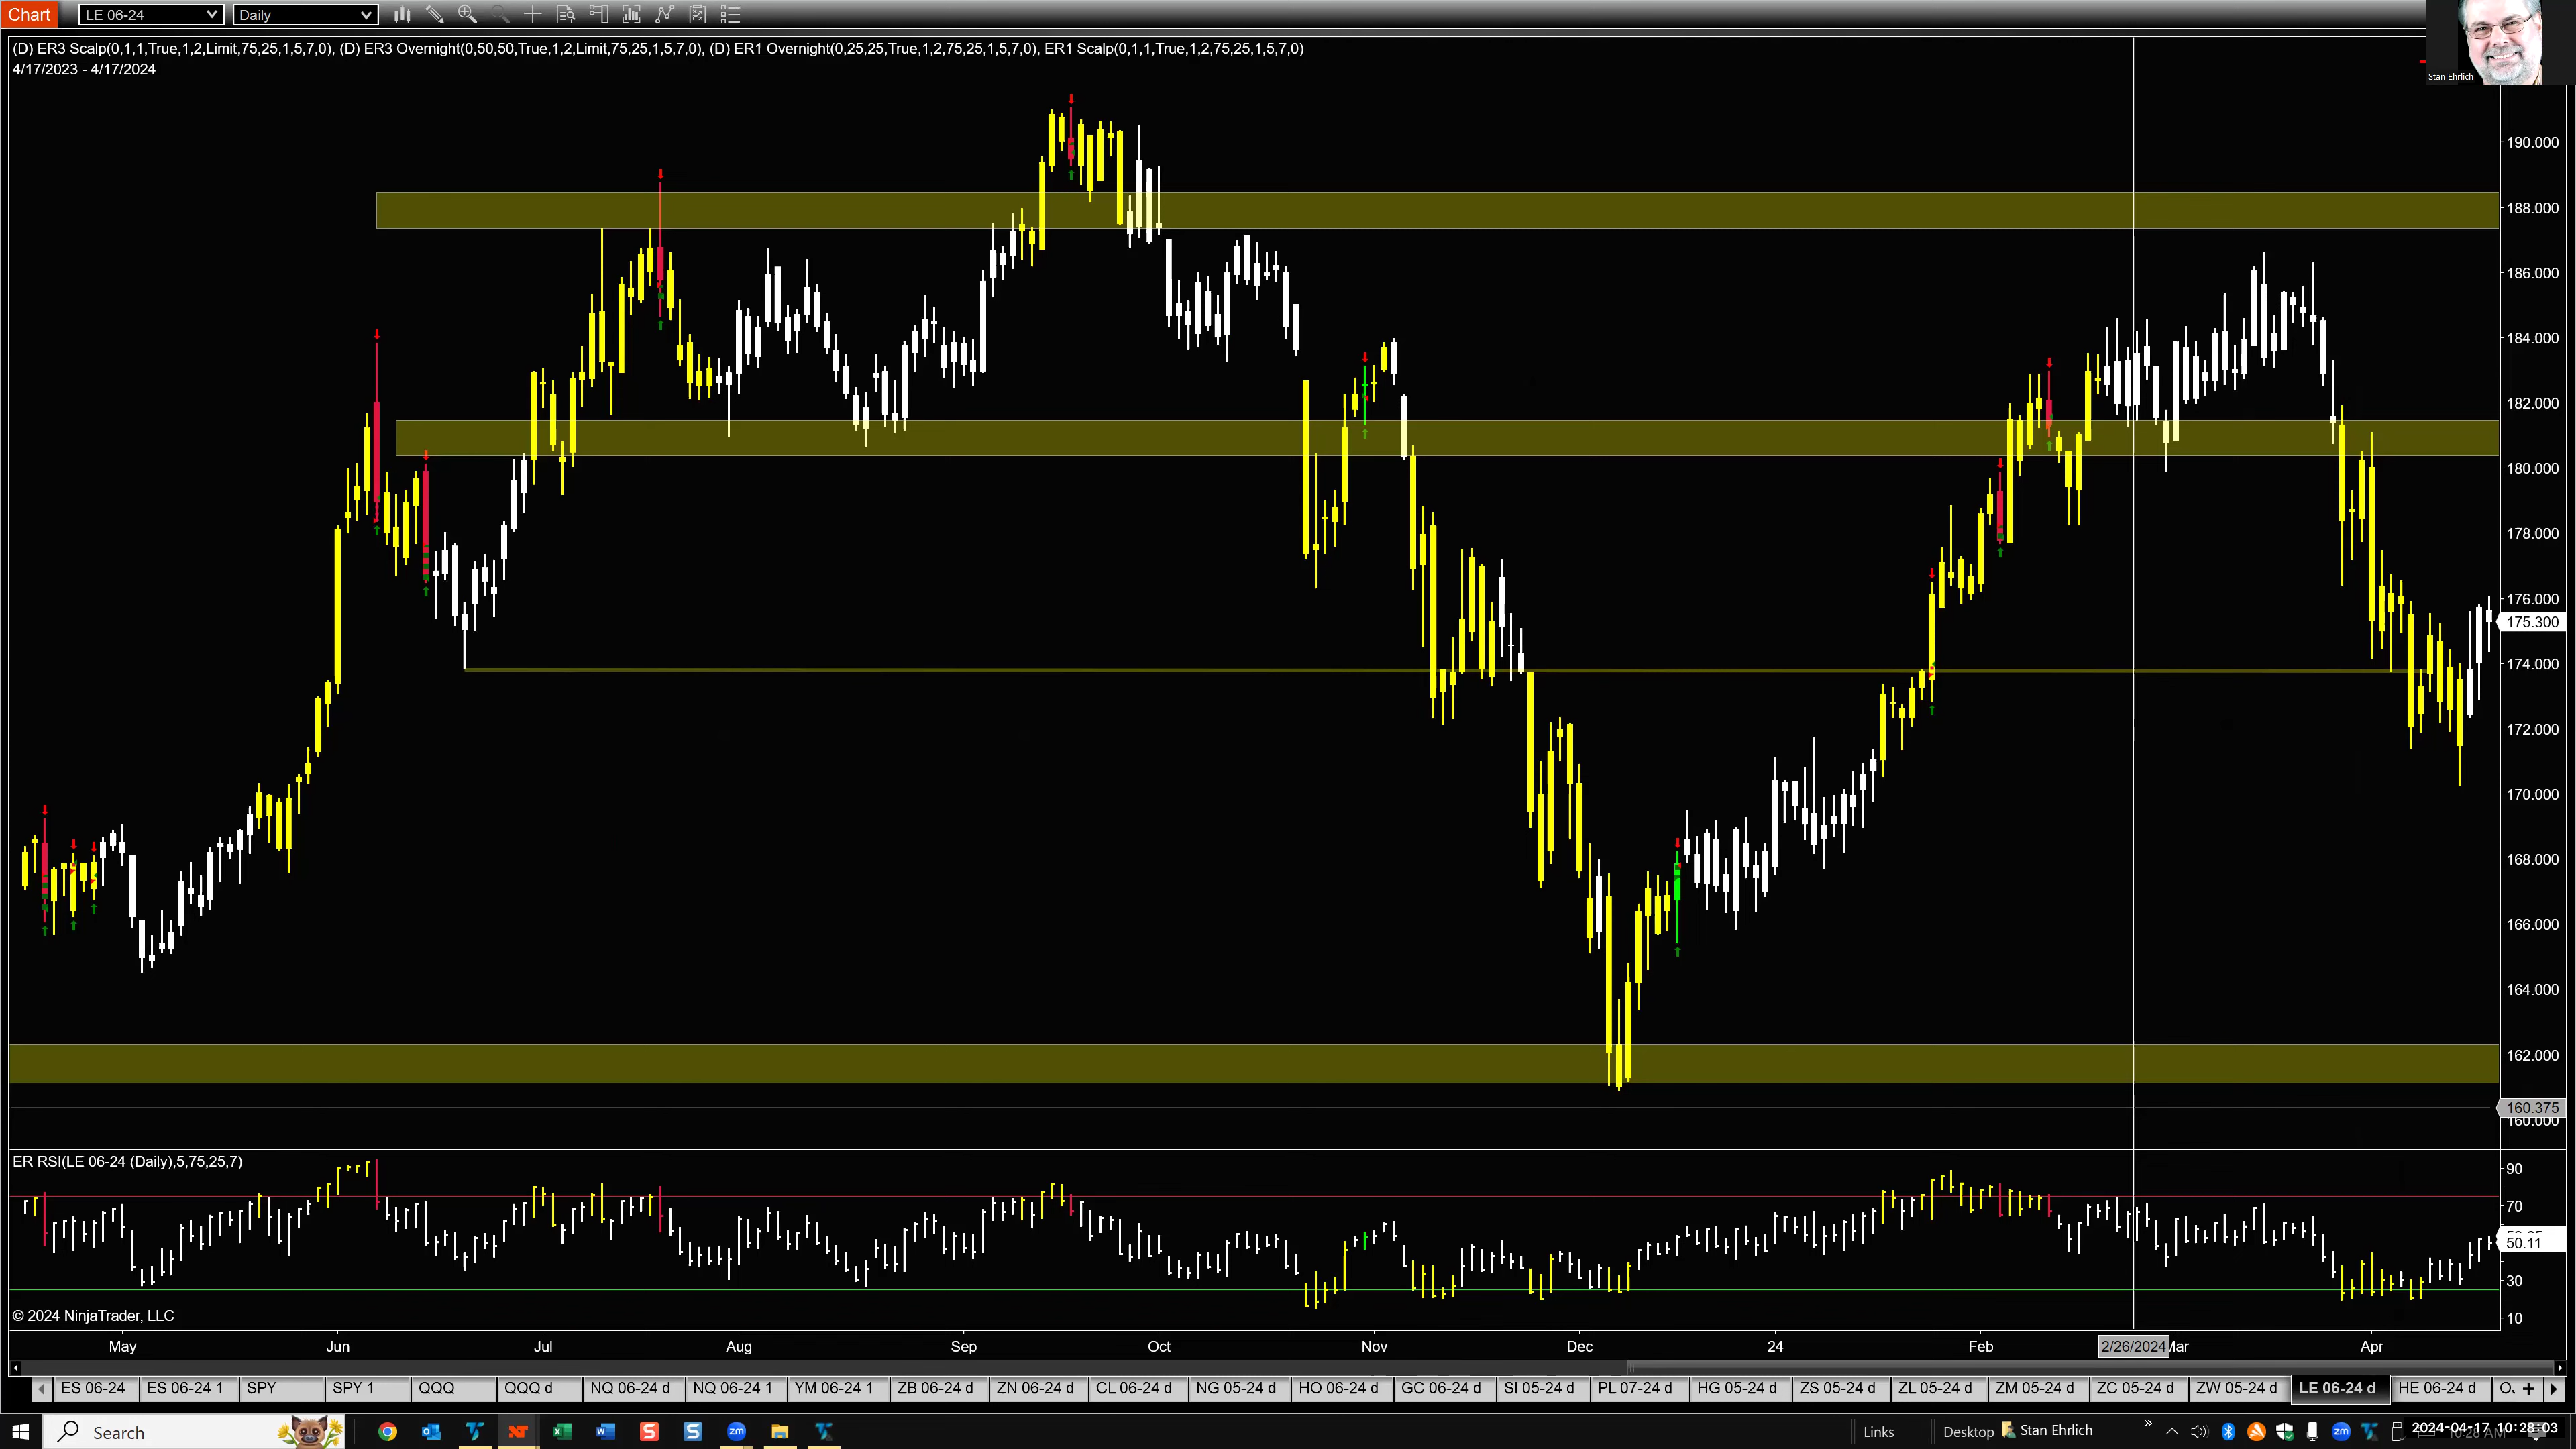 Chart LE 06-24 Daily
Stan Ehrlich
(D) ER3 Scalp(0,1,1,True,1,2,Limit,75,25,1,5,7,0), (D) ER3 Overnight(0,50,50,True,1,2,Limit,75,25,1,5,7,0), (D) ER1 Overnight(0,25,25,True,1,2,75,25,1,5,7,0), ER1 Scalp(0,1,1,True,1,2,75,25,1,5,7,0)
4/17/2023 - 4/17/2024
190.000
188.000
186.000
184.000
182.000
180.000
178.000
176.000
175.300
174.000
172.000
170.000
168.000
166.000
164.000
162.000
160.375
160.000
ER RSI(LE 06-24 (Daily),5,75,25,7)
90
70
50.11
30
10
© 2024 NinjaTrader, LLC
May Jun Jul Aug Sep Oct Nov Dec 24 Feb 2/26/2024 Mar Apr
ES 06-24 ES 06-24 1 SPY SPY 1 QQQ QQQ d NQ 06-24 d NQ 06-24 1 YM 06-24 1 ZB 06-24 d ZN 06-24 d CL 06-24 d NG 05-24 d HO 06-24 d GC 06-24 d SI 05-24 d PL 07-24 d HG 05-24 d ZS 05-24 d ZL 05-24 d ZM 05-24 d ZC 05-24 d ZW 05-24 d LE 06-24 d HE 06-24 d
Search Links Desktop Stan Ehrlich 2024-04-17 10:28:03